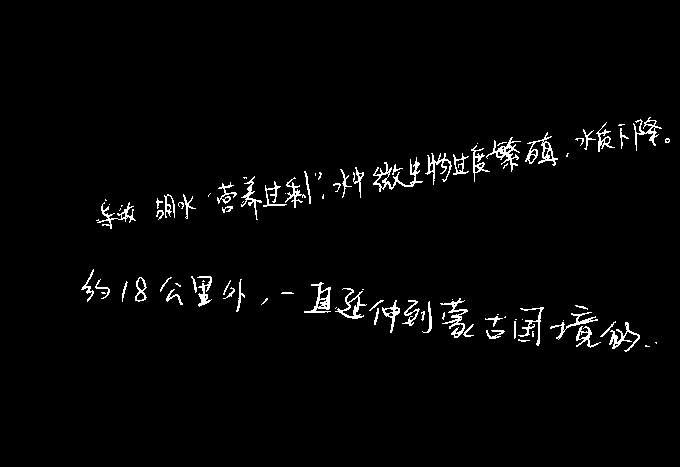 导致湖水“营养过剩”，水中微生物过度繁殖，水质下降。
约18公里外，一直延伸到蒙古国境的..